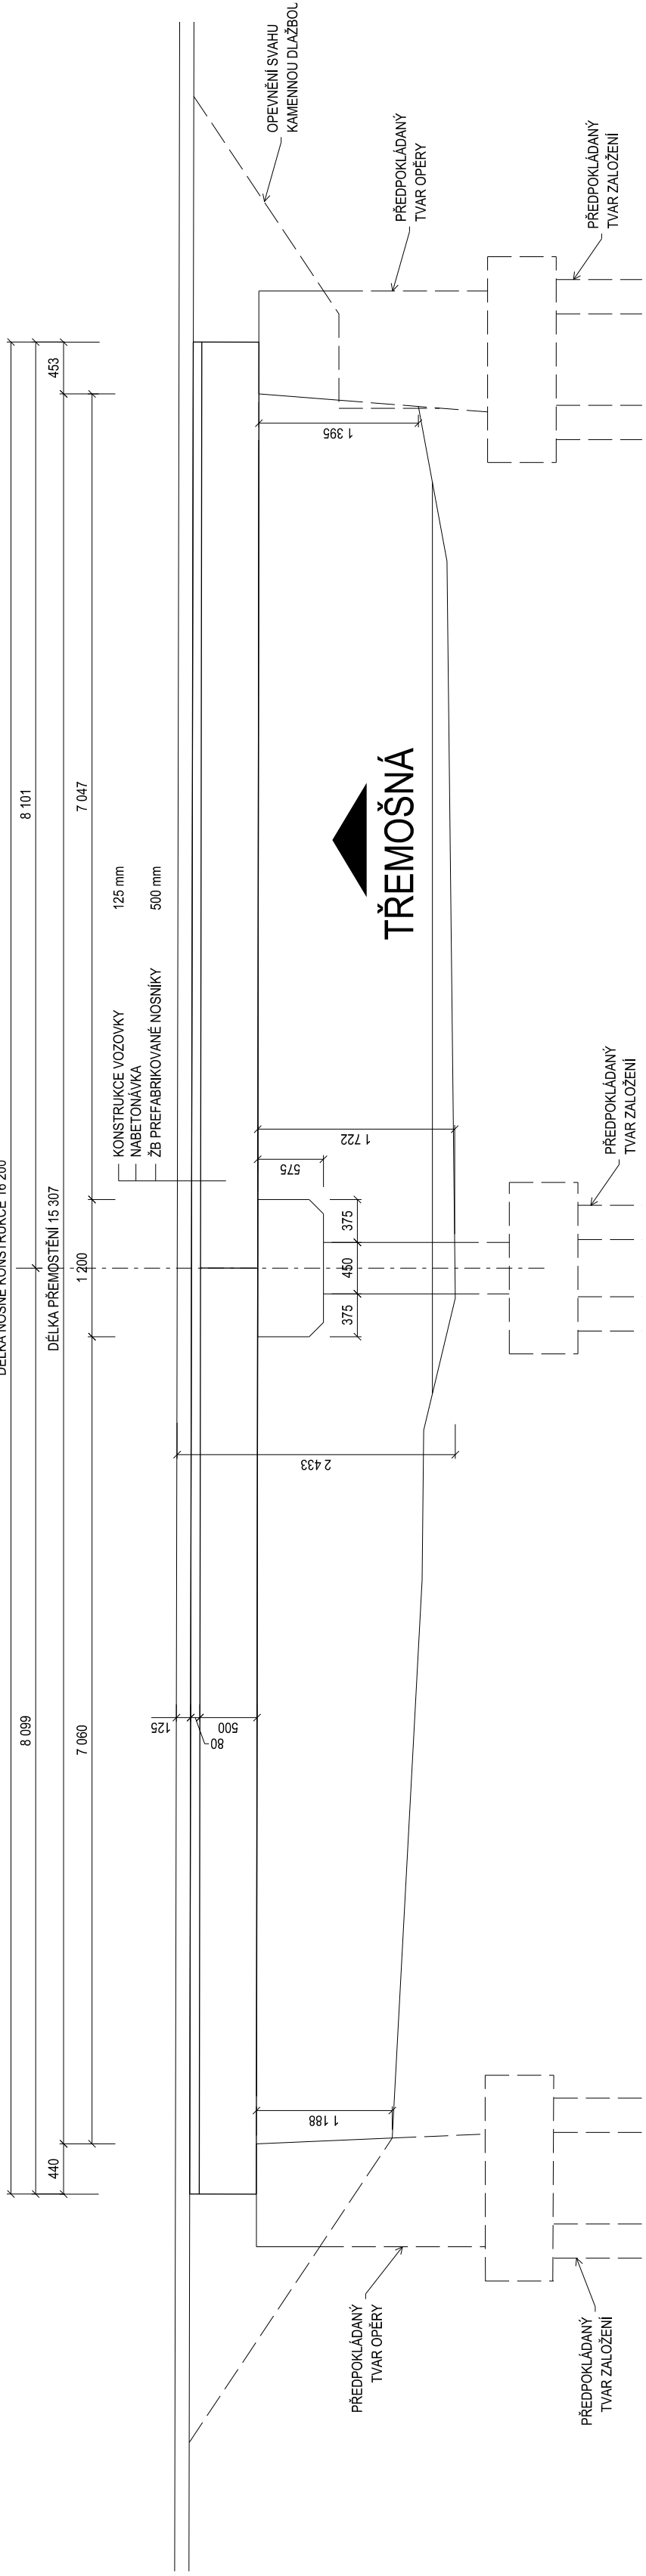 DÉLKA NOSNÉ KONSTRUKCE 16 200
8 099
8 101
440
DÉLKA PŘEMOSTĚNÍ 15 307
453
7 060
1 200
7 047
KONSTRUKCE VOZOVKY 125 mm
NABETONÁVKA
ŽB PREFABRIKOVANÉ NOSNÍKY 500 mm
125
80
500
2 433
575
1 722
1 188
1 395
375
450
375
TŘEMOŠNÁ
OPEVNĚNÍ SVAHU
KAMENNOU DLAŽBOU
PŘEDPOKLÁDANÝ
TVAR OPĚRY
PŘEDPOKLÁDANÝ
TVAR OPĚRY
PŘEDPOKLÁDANÝ
TVAR ZALOŽENÍ
PŘEDPOKLÁDANÝ
TVAR ZALOŽENÍ
PŘEDPOKLÁDANÝ
TVAR ZALOŽENÍ